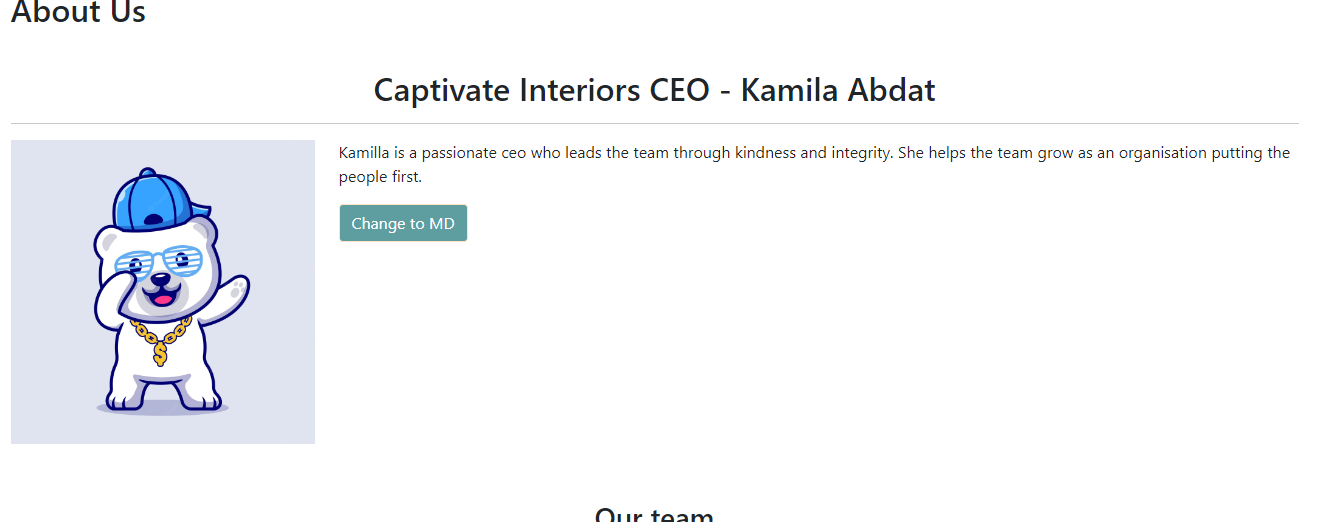 About Us
Captivate Interiors CEO - Kamila Abdat
Kamilla is a passionate ceo who leads the team through kindness and integrity. She helps the team grow as an organisation putting the
people first.
Change to MD
$
Our team